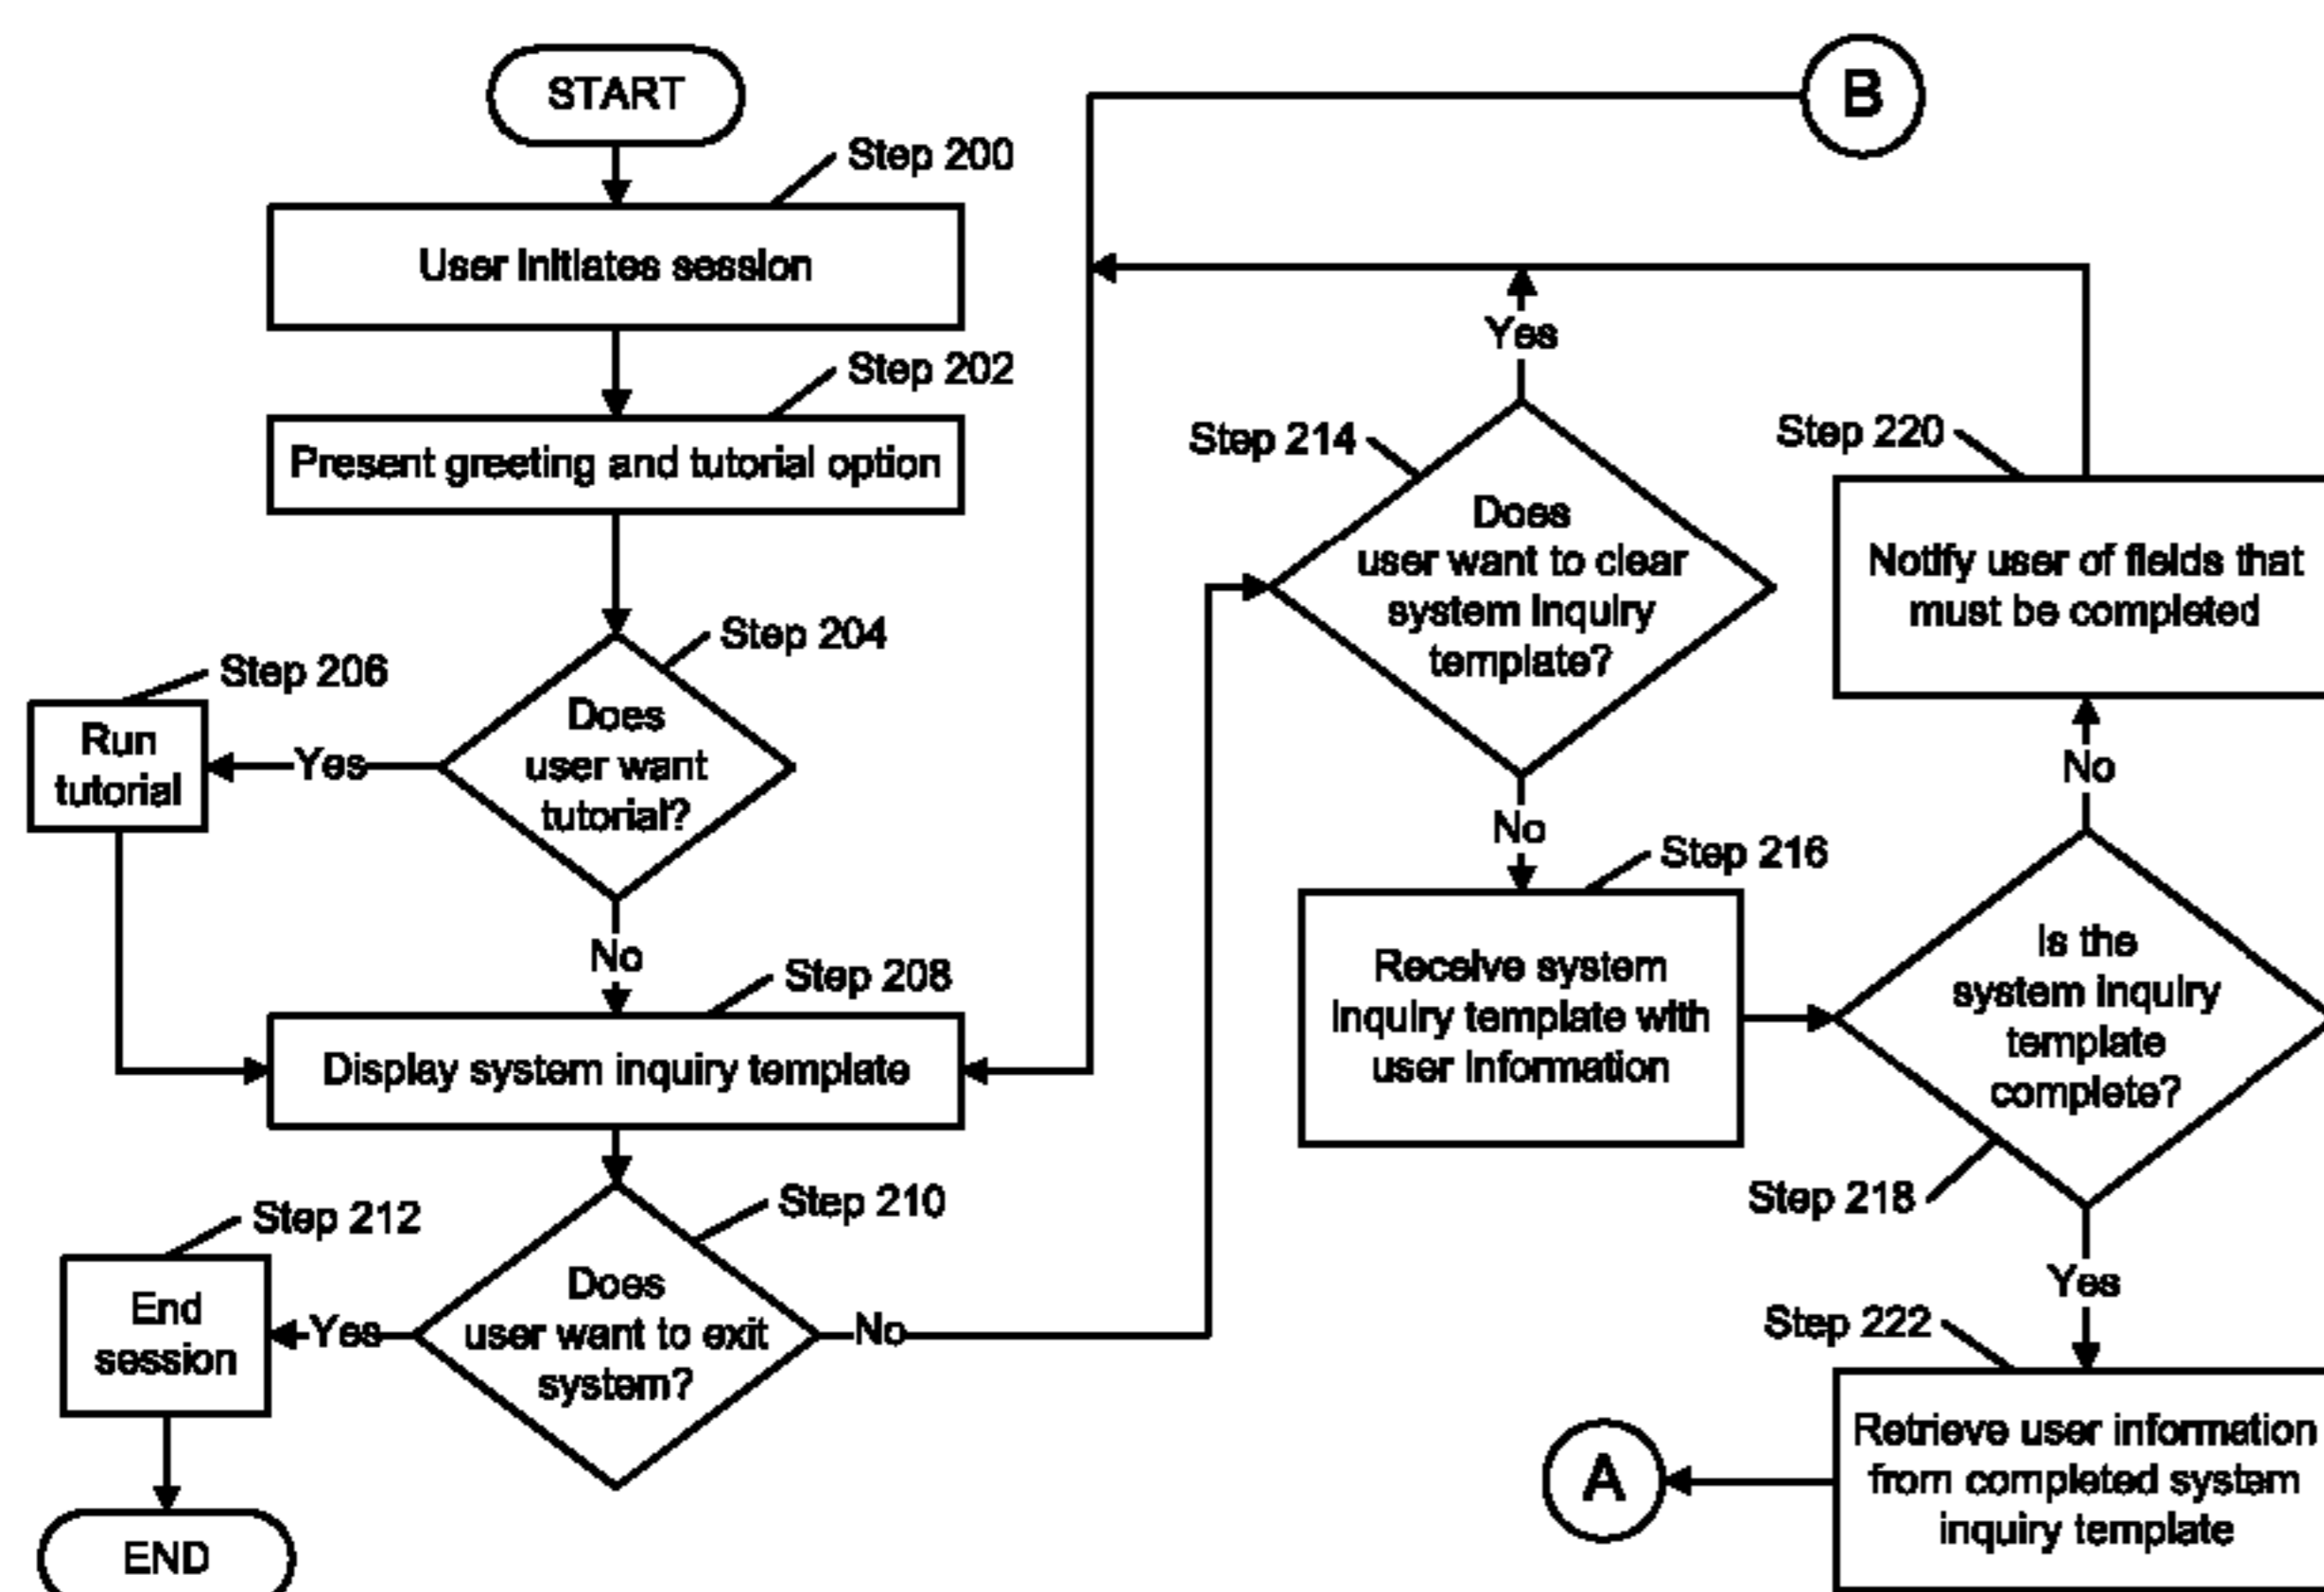 START
Step 200
User initiates session
Step 202
Present greeting and tutorial option
Step 204
Does
user want
tutorial?
Yes
Step 206
Run
tutorial
No
Step 208
Display system inquiry template
Step 210
Does
user want to exit
system?
Yes
Step 212
End
session
END
No
B
Step 214
Does
user want to clear
system inquiry
template?
Yes
No
Step 216
Receive system
inquiry template with
user information
Step 218
Is the
system inquiry
template
complete?
No
Step 220
Notify user of fields that
must be completed
Yes
Step 222
Retrieve user information
from completed system
inquiry template
A